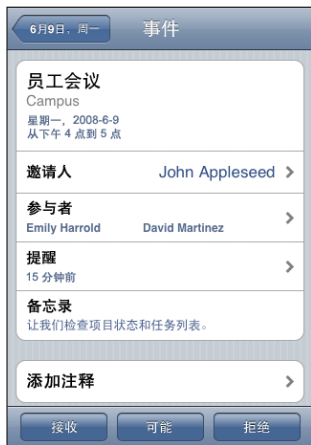 6月9日，周一
事件
员工会议
Campus
星期一，2008-6-9
从下午 4 点到 5 点
邀请人 John Appleseed
参与者
Emily Harrold David Martinez
提醒
15 分钟前
备忘录
让我们检查项目状态和任务列表。
添加注释
接收 可能 拒绝